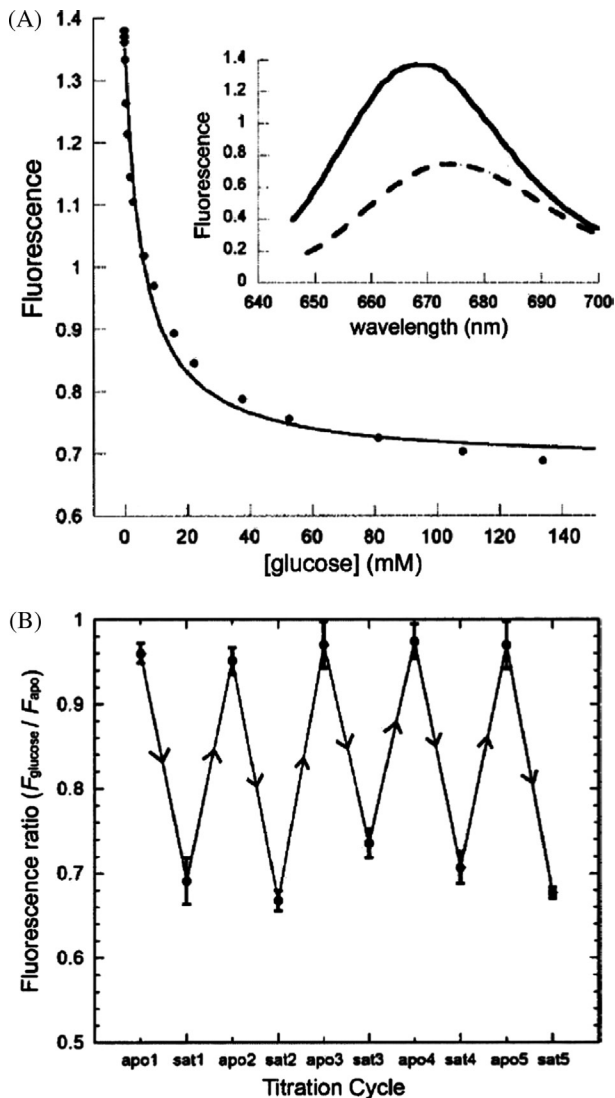 (A)
1.4
1.3
1.2
1.1
1
0.9
0.8
0.7
0.6
Fluorescence
0 20 40 60 80 100 120 140
[glucose] (mM)
1.4
1.2
1.0
0.8
0.6
0.4
0.2
0
Fluorescence
640 650 660 670 680 690 700
wavelength (nm)
(B)
1
0.9
0.8
0.7
0.6
0.5
Fluorescence ratio (Fglucose / Fapo)
apo1 sat1 apo2 sat2 apo3 sat3 apo4 sat4 apo5 sat5
Titration Cycle